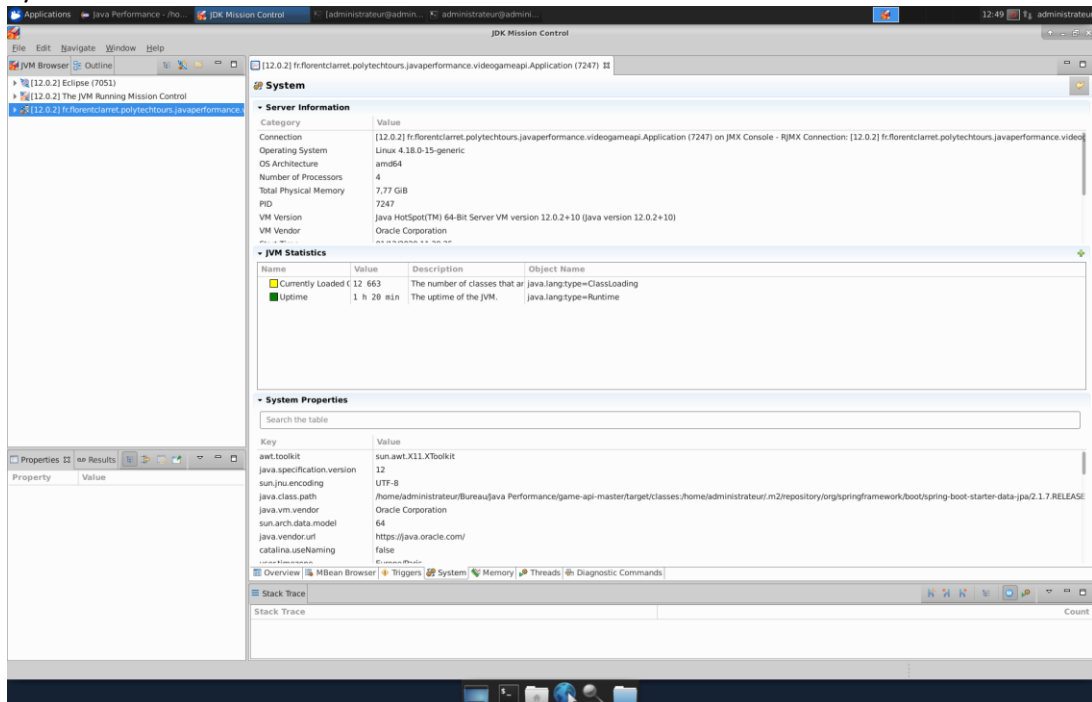 Applications
Java Performance - /ho...
JDK Mission Control
[administrateur@admin...
administrateur@admini...
12:49
administrateu
JDK Mission Control
File Edit Navigate Window Help
JVM Browser
Outline
[12.0.2] fr.florentclarret.polytechtours.javaperformance.videogameapi.Application (7247)
[12.0.2] Eclipse (7051)
[12.0.2] The JVM Running Mission Control
[12.0.2] fr.florentclarret.polytechtours.javaperformance.
System
Server Information
Category Value
Connection [12.0.2] fr.florentclarret.polytechtours.javaperformance.videogameapi.Application (7247) on JMX Console - RJMX Connection: [12.0.2] fr.florentclarret.polytechtours.javaperformance.videog
Operating System Linux 4.18.0-15-generic
OS Architecture amd64
Number of Processors 4
Total Physical Memory 7,77 GiB
PID 7247
VM Version Java HotSpot(TM) 64-Bit Server VM version 12.0.2+10 (Java version 12.0.2+10)
VM Vendor Oracle Corporation
JVM Statistics
Name Value Description Object Name
Currently Loaded C 12 663 The number of classes that ar java.lang:type=ClassLoading
Uptime 1 h 20 min The uptime of the JVM. java.lang:type=Runtime
System Properties
Search the table
Key Value
awt.toolkit sun.awt.X11.XToolkit
java.specification.version 12
sun.jnu.encoding UTF-8
java.class.path /home/administrateur/Bureau/Java Performance/game-api-master/target/classes:/home/administrateur/.m2/repository/org/springframework/boot/spring-boot-starter-data-jpa/2.1.7.RELEASE
java.vm.vendor Oracle Corporation
sun.arch.data.model 64
java.vendor.url https://java.oracle.com/
catalina.useNaming false
Overview MBean Browser Triggers System Memory Threads Diagnostic Commands
Properties
Results
Property Value
Stack Trace
Stack Trace Count